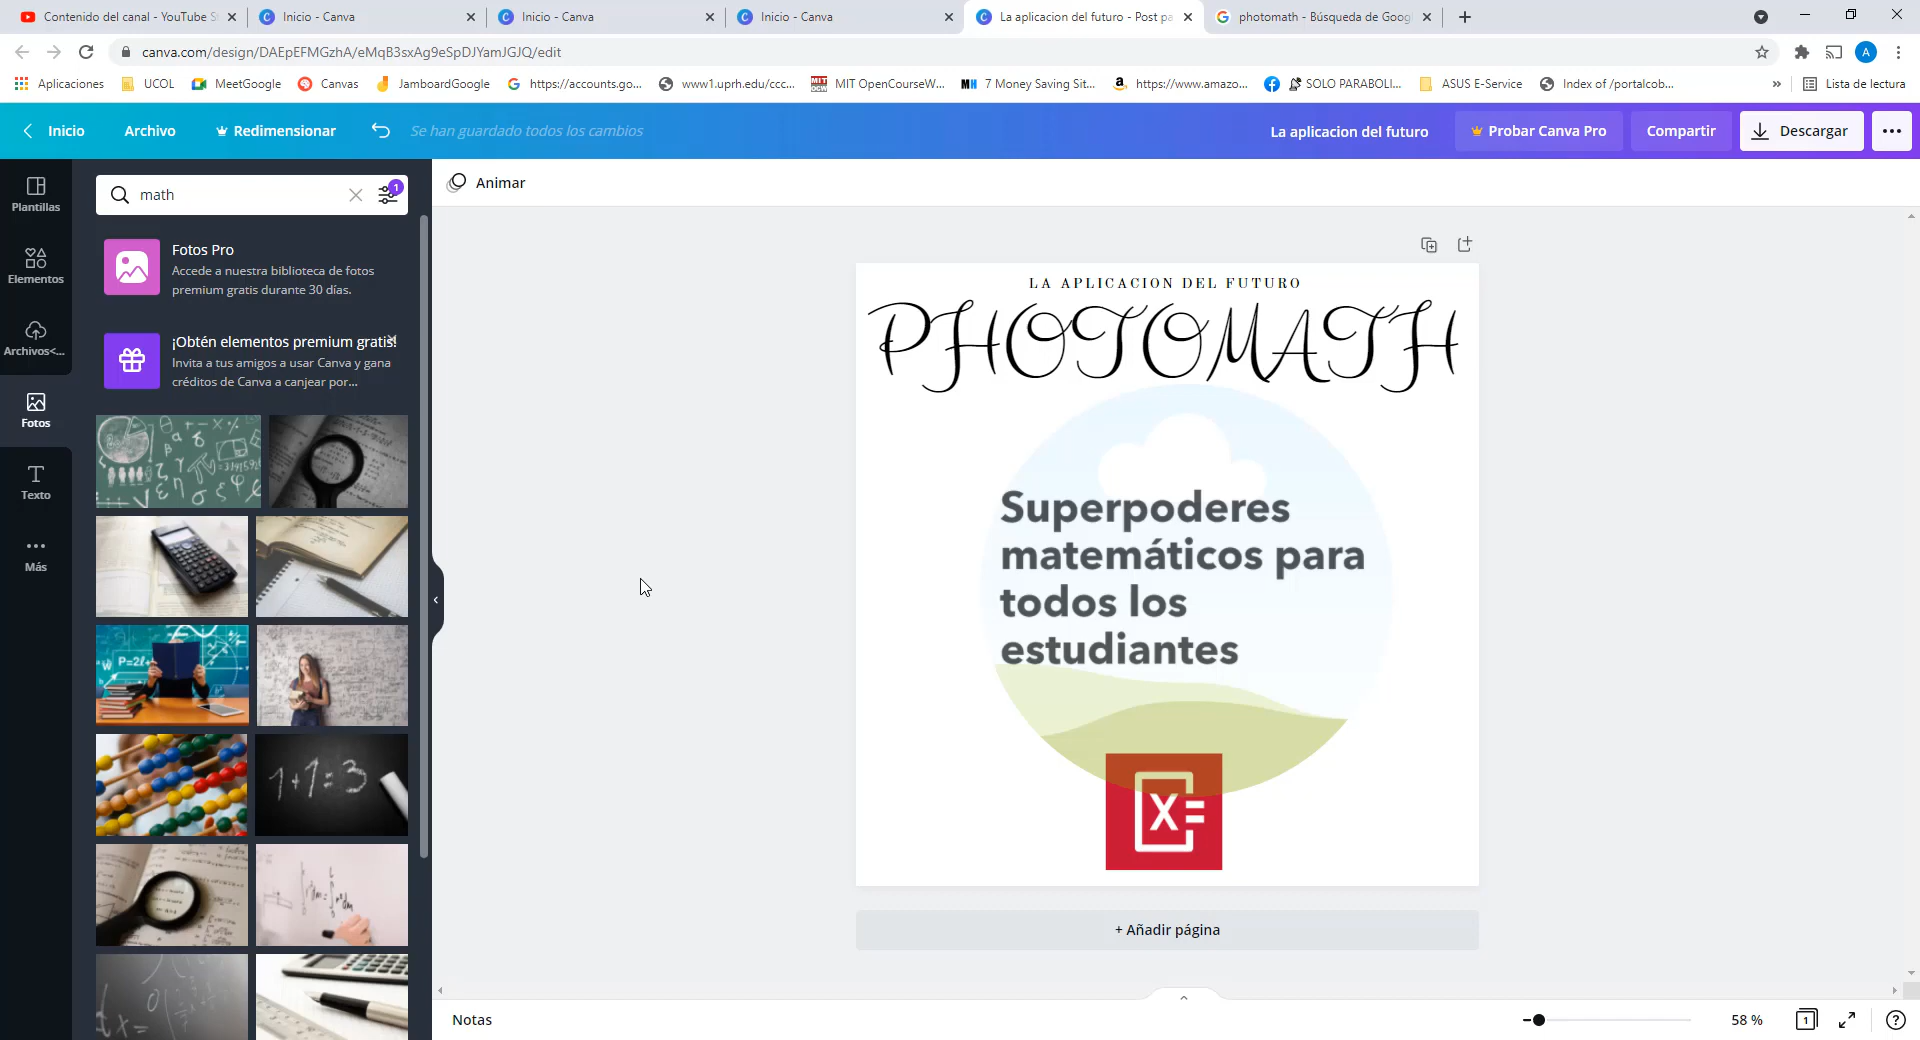 Contenido del canal - YouTube S
Inicio - Canva
Inicio - Canva
Inicio - Canva
La aplicacion del futuro - Post pa
photomath - Búsqueda de Goog
canva.com/design/DAEpEFMGzhA/eMqB3sxAg9eSpDJYamJGJQ/edit
A
Aplicaciones
UCOL
MeetGoogle
Canvas
JamboardGoogle
https://accounts.go...
www1.uprh.edu/ccc...
MIT OpenCourseW...
7 Money Saving Sit...
https://www.amazo...
SOLO PARABOLI...
ASUS E-Service
Index of /portalcob...
»
Lista de lectura
Inicio
Archivo
Redimensionar
Se han guardado todos los cambios
La aplicacion del futuro
Probar Canva Pro
Compartir
Descargar
Plantillas
Elementos
Archivos<...
Fotos
Texto
Más
math
1
Fotos Pro
Accede a nuestra biblioteca de fotos
premium gratis durante 30 días.
¡Obtén elementos premium gratis!
Invita a tus amigos a usar Canva y gana
créditos de Canva a canjear por...
1+1=3
Animar
LA APLICACION DEL FUTURO
PHOTOMATH
Superpoderes
matemáticos para
todos los
estudiantes
X=
+ Añadir página
Notas
58 %
1